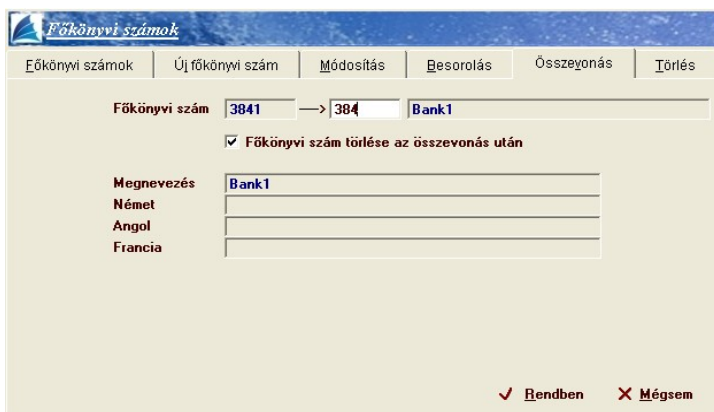 Főkönyvi számok
Főkönyvi számok Új főkönyvi szám Módosítás Besorolás Összevonás Törlés
Főkönyvi szám 3841 —> 384 Bank1
Főkönyvi szám törlése az összevonás után
Megnevezés Bank1
Német
Angol
Francia
Rendben Mégsem